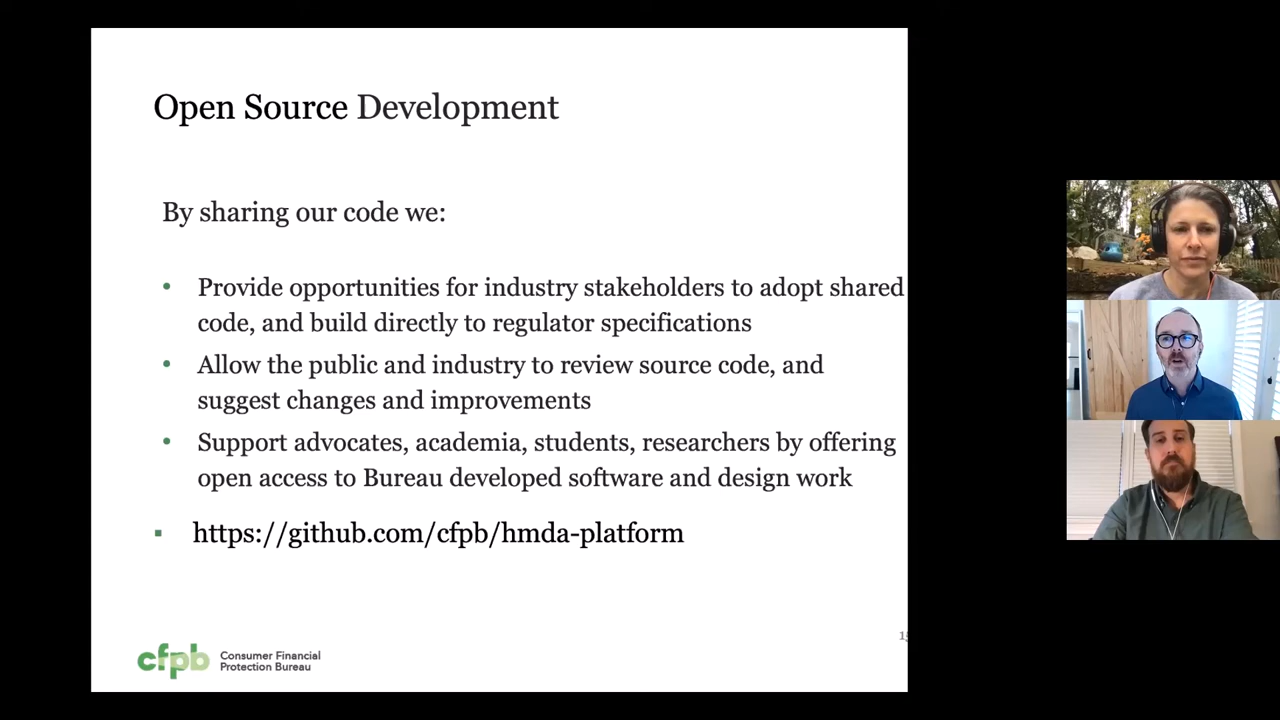 Open Source Development
By sharing our code we:
• Provide opportunities for industry stakeholders to adopt shared
code, and build directly to regulator specifications
• Allow the public and industry to review source code, and
suggest changes and improvements
• Support advocates, academia, students, researchers by offering
open access to Bureau developed software and design work
▪ https://github.com/cfpb/hmda-platform
cfpb Consumer Financial
Protection Bureau